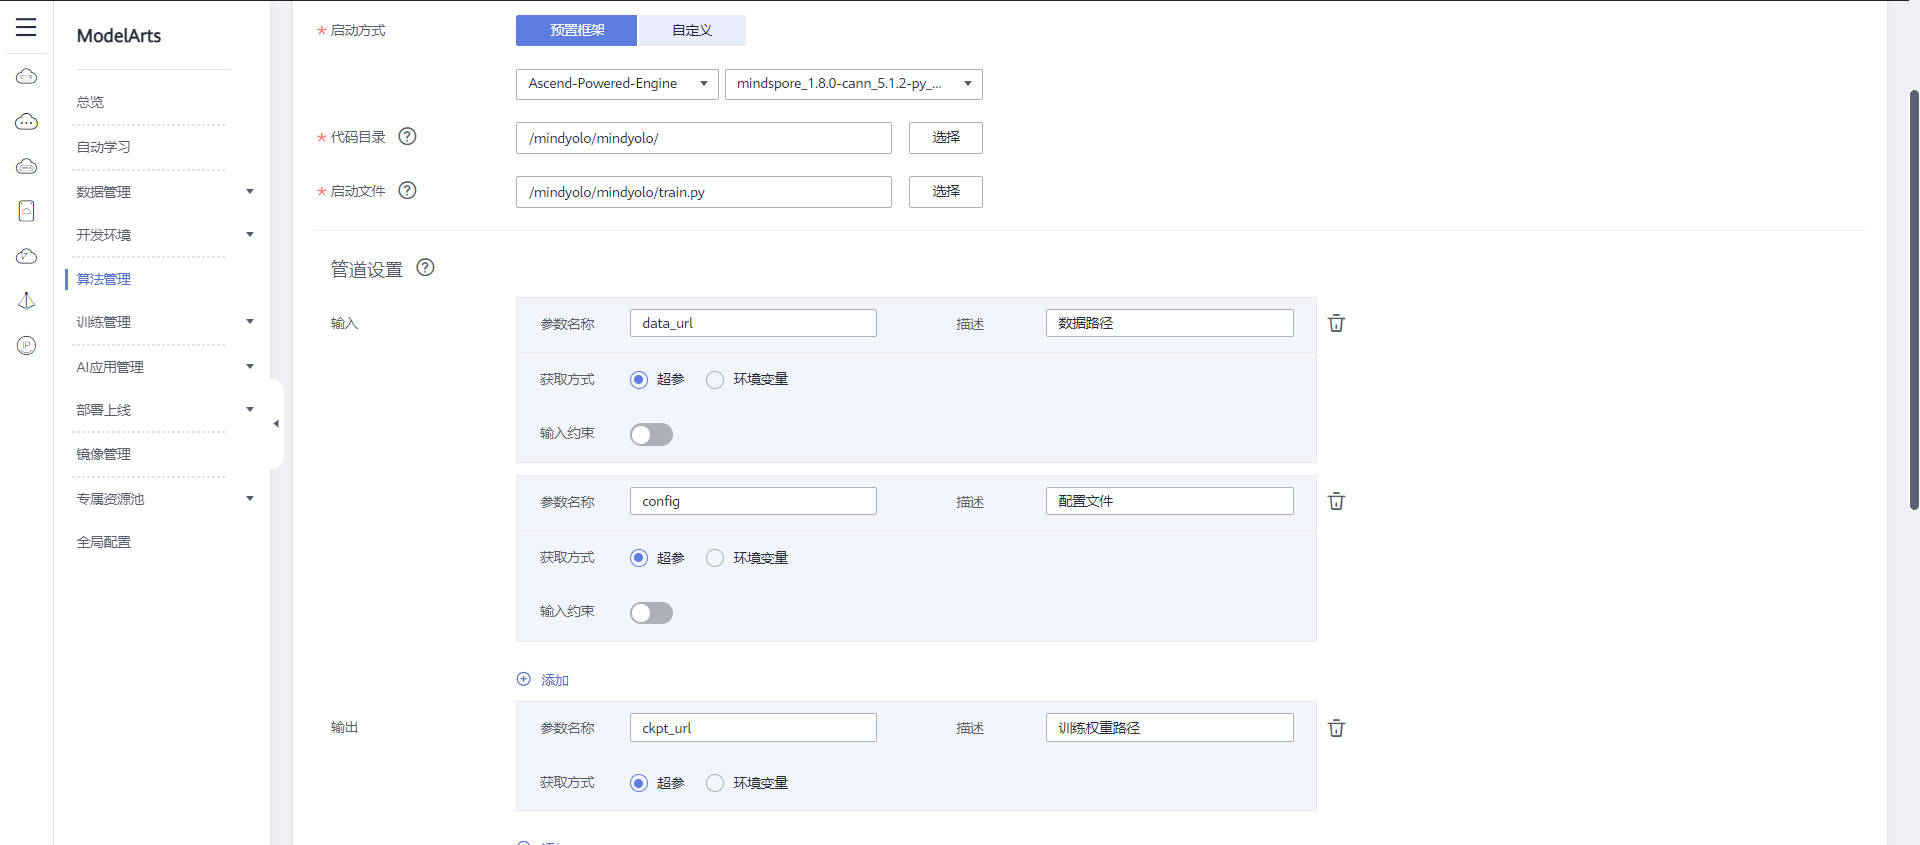 ModelArts
总览
自动学习
数据管理
开发环境
算法管理
训练管理
AI应用管理
部署上线
镜像管理
专属资源池
全局配置
IP
* 启动方式 预置框架 自定义
Ascend-Powered-Engine mindspore_1.8.0-cann_5.1.2-py_...
* 代码目录 ? /mindyolo/mindyolo/ 选择
* 启动文件 ? /mindyolo/mindyolo/train.py 选择
管道设置 ?
输入 参数名称 data_url 描述 数据路径
获取方式 超参 环境变量
输入约束
参数名称 config 描述 配置文件
获取方式 超参 环境变量
输入约束
添加
输出 参数名称 ckpt_url 描述 训练权重路径
获取方式 超参 环境变量